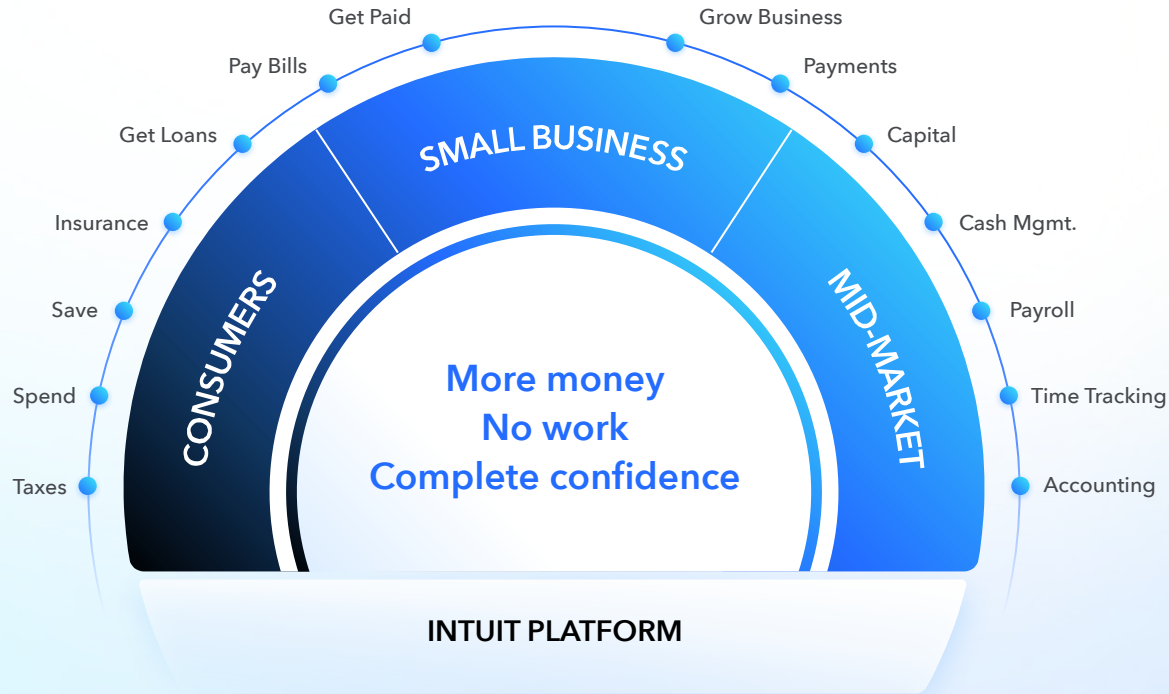 Get Paid
Grow Business
Pay Bills
Payments
Get Loans
Capital
Insurance
Cash Mgmt.
Save
Payroll
Spend
Time Tracking
Taxes
Accounting
CONSUMERS
SMALL BUSINESS
MID-MARKET
More money
No work
Complete confidence
INTUIT PLATFORM